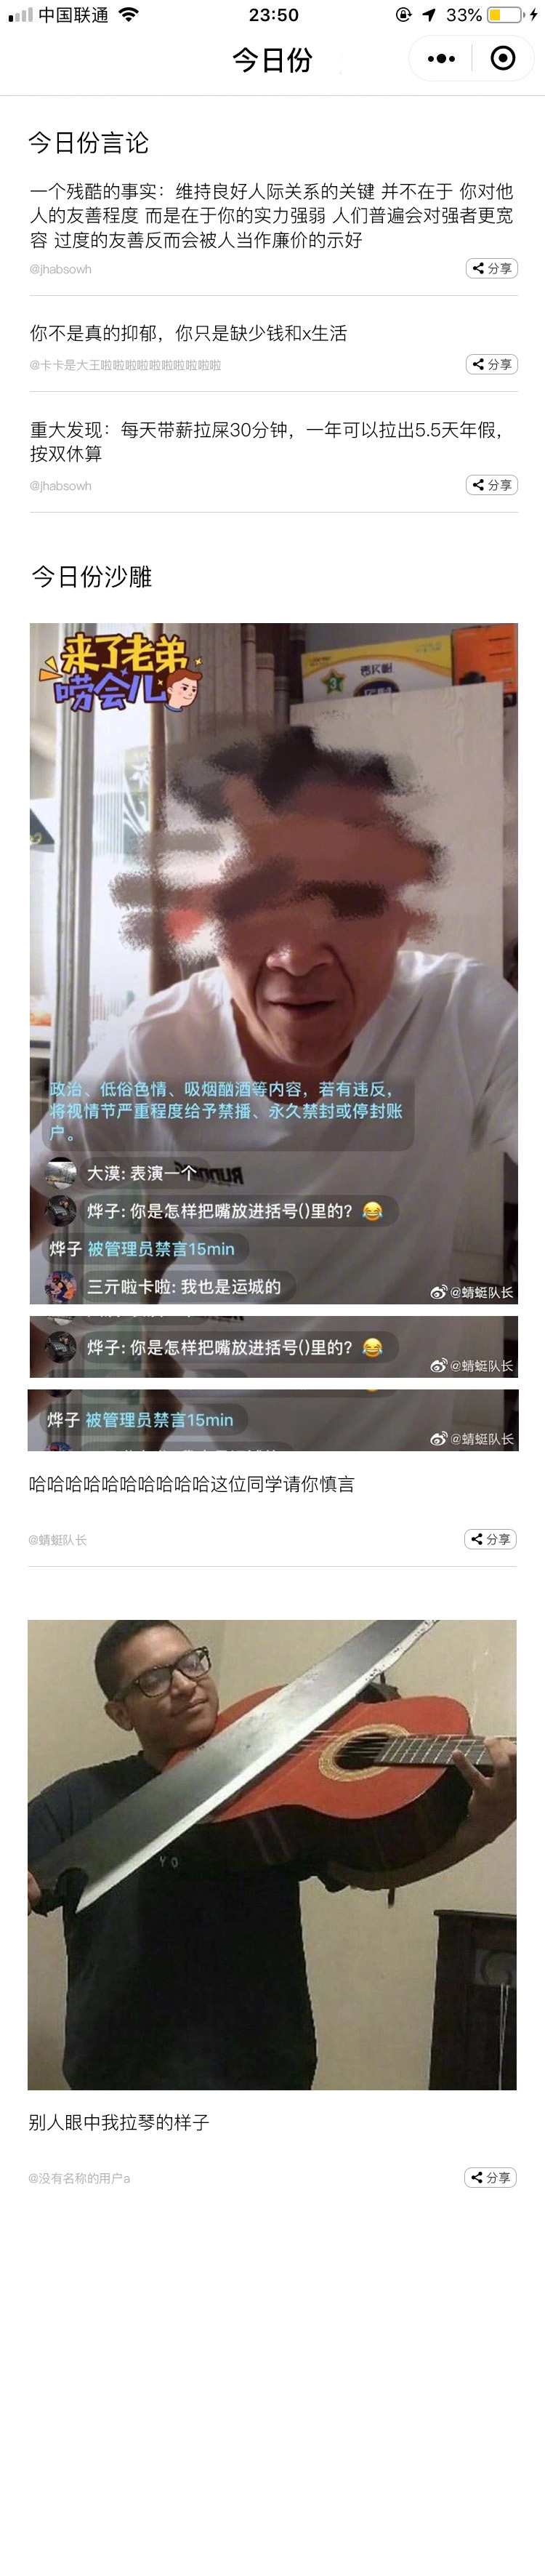 中国联通
23:50
33%
今日份
今日份言论
一个残酷的事实：维持良好人际关系的关键 并不在于 你对他
人的友善程度 而是在于你的实力强弱 人们普遍会对强者更宽
容 过度的友善反而会被人当作廉价的示好
@jhabsowh
分享
你不是真的抑郁，你只是缺少钱和x生活
@卡卡是大王啦啦啦啦啦啦啦啦啦啦
分享
重大发现：每天带薪拉屎30分钟，一年可以拉出5.5天年假，
按双休算
@jhabsowh
分享
今日份沙雕
来了老弟
唠会儿
3
政治、低俗色情、吸烟酗酒等内容，若有违反，
将视情节严重程度给予禁播、永久禁封或停封账
户。
大漠: 表演一个
烨子: 你是怎样把嘴放进括号()里的? 😂
烨子 被管理员禁言15min
三亓啦卡啦: 我也是运城的
@蜻蜓队长
烨子: 你是怎样把嘴放进括号()里的? 😂
@蜻蜓队长
烨子 被管理员禁言15min
@蜻蜓队长
哈哈哈哈哈哈哈哈哈哈这位同学请你慎言
@蜻蜓队长
分享
Y O
别人眼中我拉琴的样子
@没有名称的用户a
分享